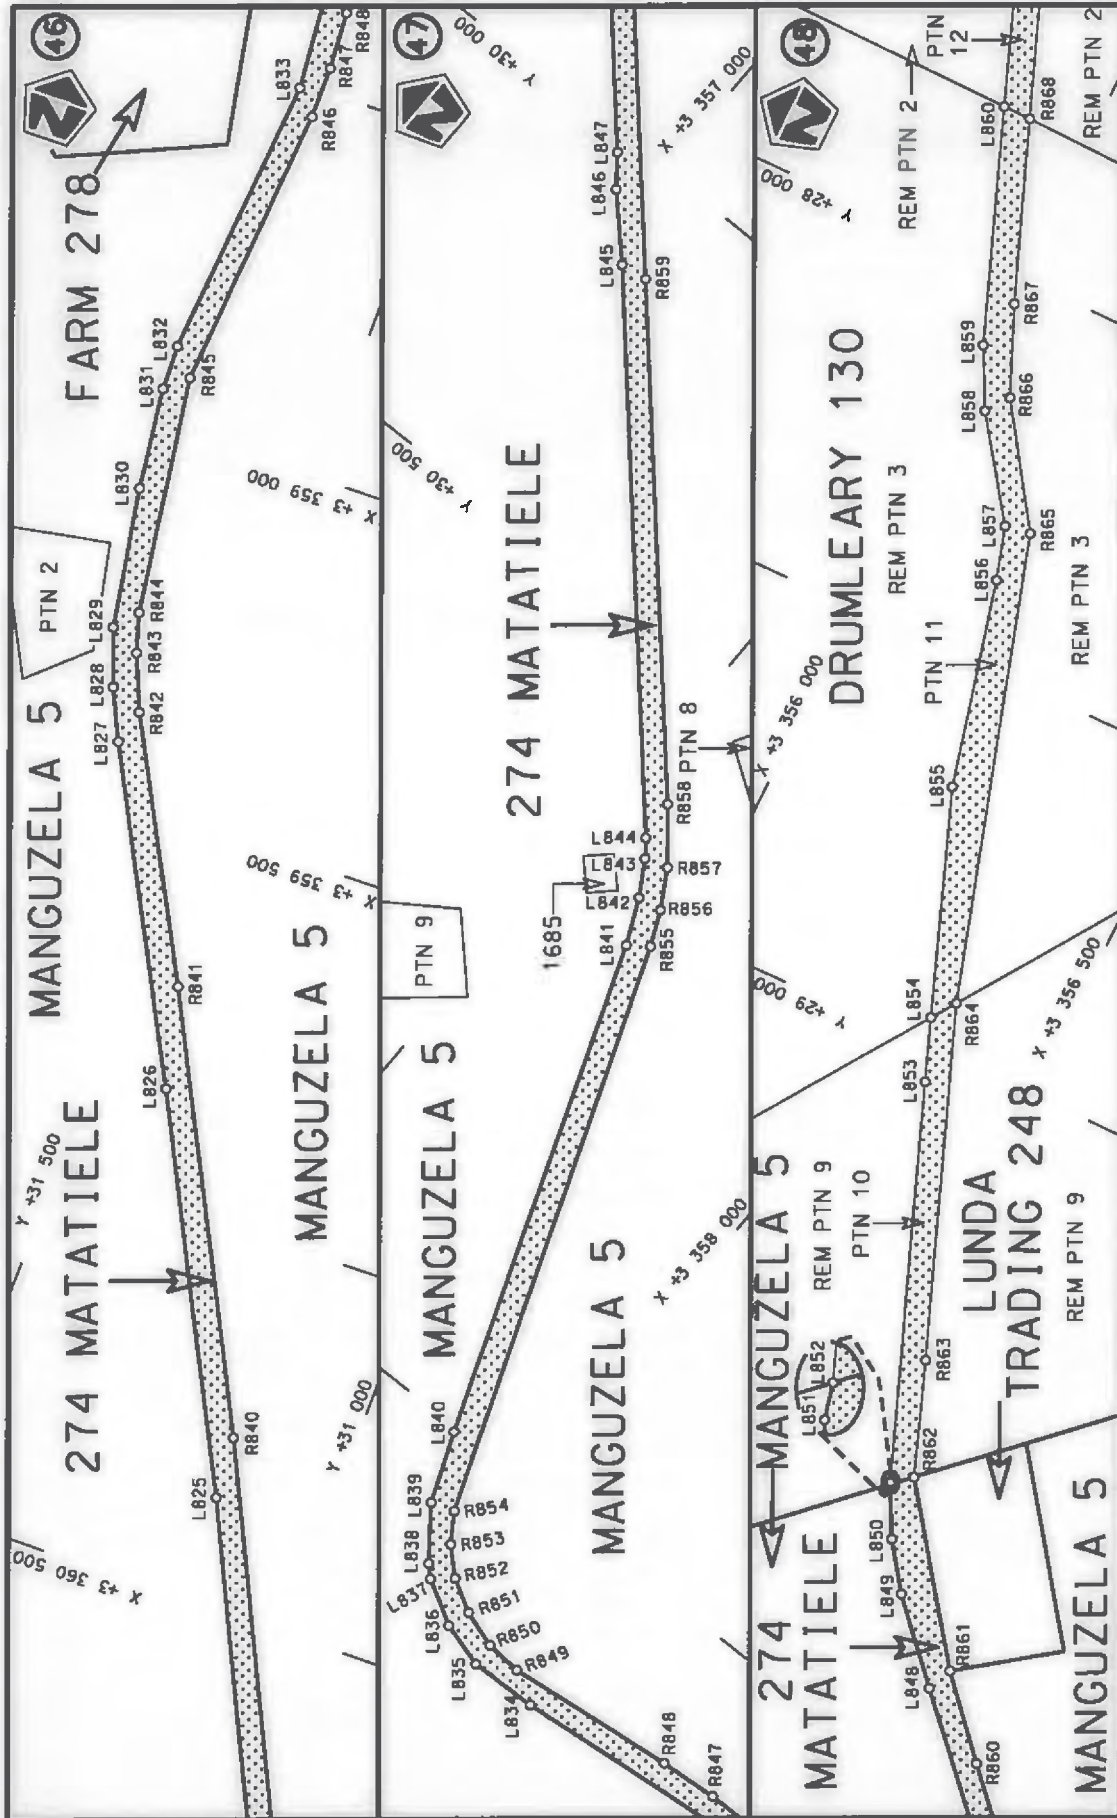 46
FARM 278
MANGUZELA 5
PTN 2
274 MATATIELE
MANGUZELA 5
Y +31 500
X +3 360 500
X +3 359 500
X +3 359 000
L825
L826
L827
L828
L829
L830
L831
L832
L833
R840
R841
R842
R843
R844
R845
R846
R847
R848
47
Y +30 000
X +3 357 000
Y +30 500
274 MATATIELE
PTN 8
1685
PTN 9
MANGUZELA 5
MANGUZELA 5
X +3 358 000
Y +31 000
L834
L835
L836
L837
L838
L839
L840
L841
L842
L843
L844
L845
L846
L847
R847
R848
R849
R850
R851
R852
R853
R854
R855
R856
R857
R858
R859
48
Y +28 000
REM PTN 2
PTN
12
REM PTN 2
DRUMLEARY 130
REM PTN 3
PTN 11
REM PTN 3
X +3 356 000
Y +29 000
X +3 356 500
MANGUZELA 5
REM PTN 9
PTN 10
LUNDA
TRADING 248
REM PTN 9
274
MATATIELE
MANGUZELA 5
L848
L849
L850
L851
L852
L853
L854
L855
L856
L857
L858
L859
L860
R860
R861
R862
R863
R864
R865
R866
R867
R868